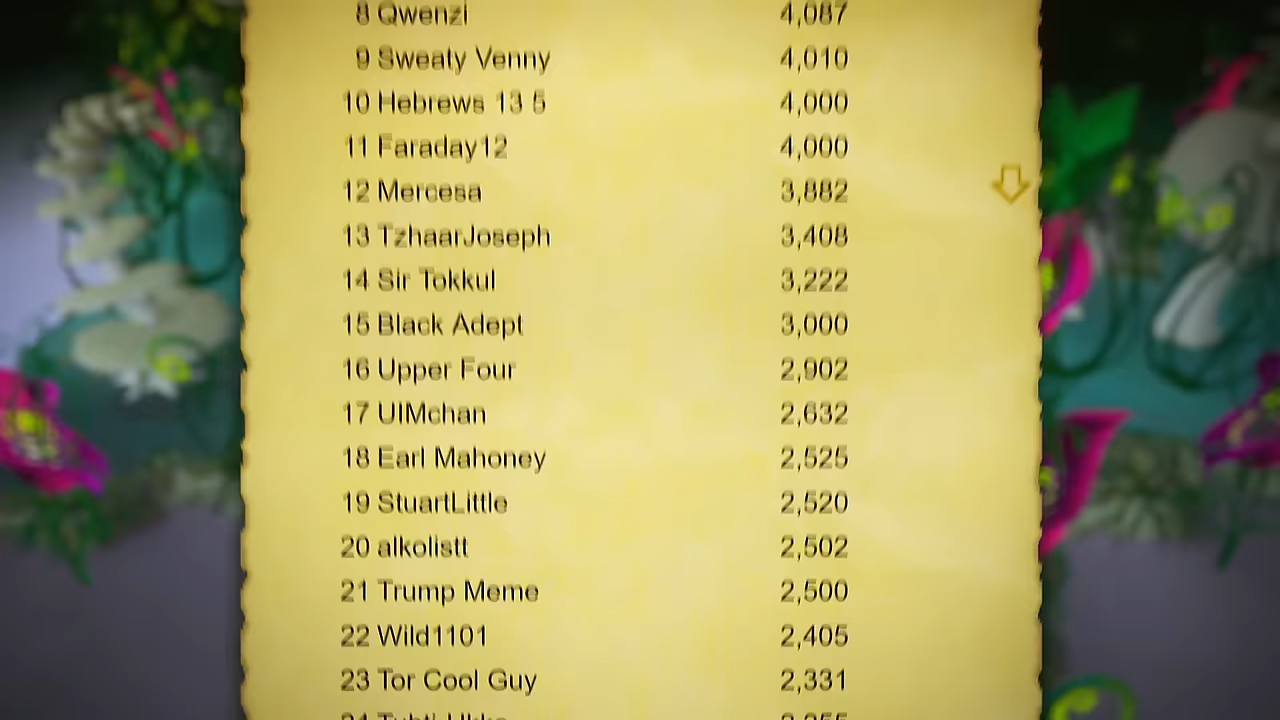 8 Qwenzi 4,087
9 Sweaty Venny 4,010
10 Hebrews 13 5 4,000
11 Faraday12 4,000
12 Mercesa 3,882
13 TzhaarJoseph 3,408
14 Sir Tokkul 3,222
15 Black Adept 3,000
16 Upper Four 2,902
17 UIMchan 2,632
18 Earl Mahoney 2,525
19 StuartLittle 2,520
20 alkolistt 2,502
21 Trump Meme 2,500
22 Wild1101 2,405
23 Tor Cool Guy 2,331